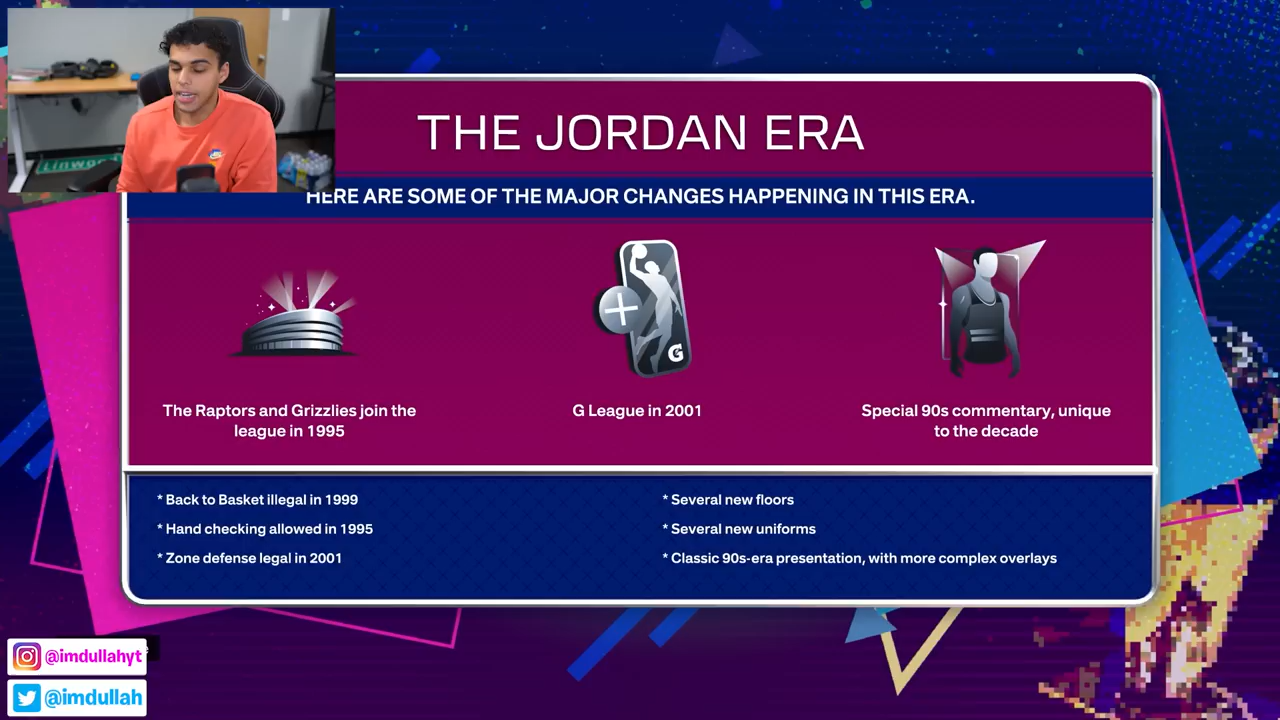 THE JORDAN ERA
HERE ARE SOME OF THE MAJOR CHANGES HAPPENING IN THIS ERA.
The Raptors and Grizzlies join the
league in 1995
G League in 2001
Special 90s commentary, unique
to the decade
* Back to Basket illegal in 1999
* Hand checking allowed in 1995
* Zone defense legal in 2001
* Several new floors
* Several new uniforms
* Classic 90s-era presentation, with more complex overlays
Linwood
G
@imdullahyt
@imdullah